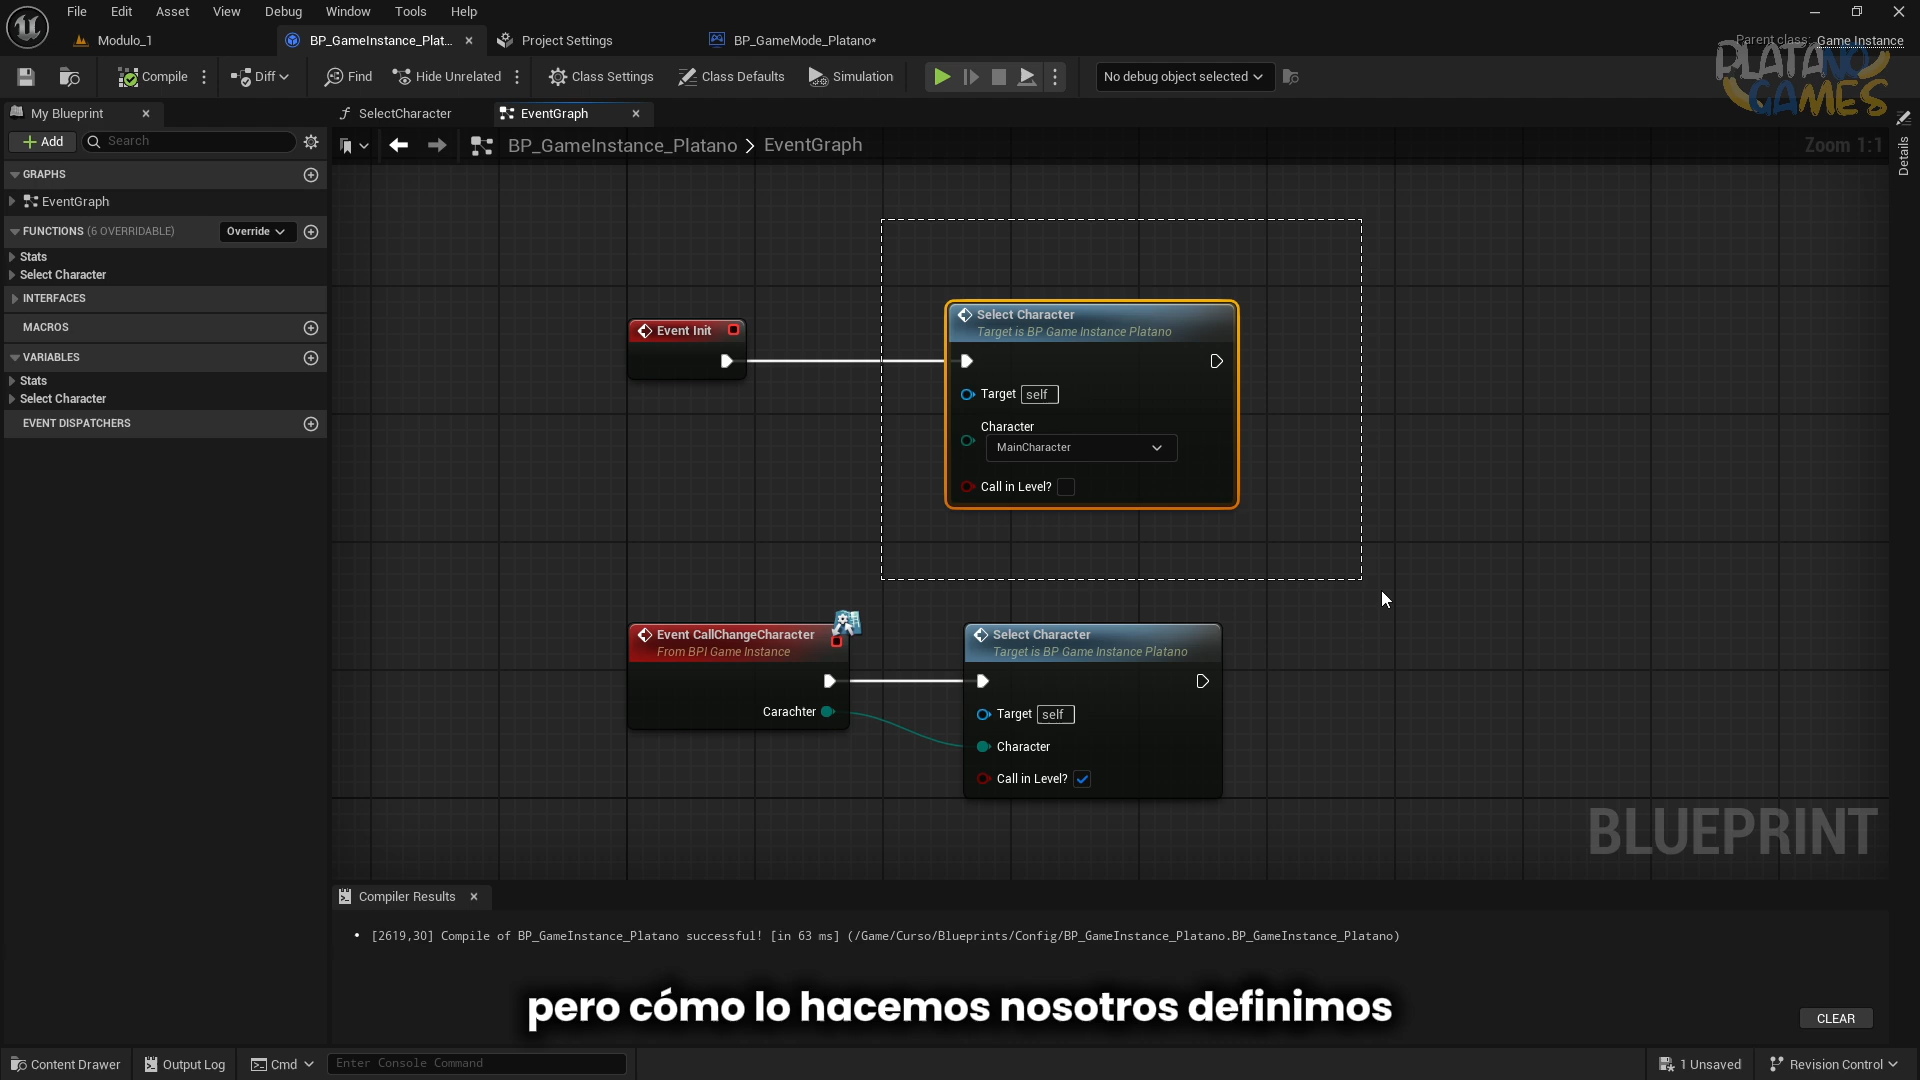 File Edit Asset View Debug Window Tools Help
Modulo_1
BP_GameInstance_Plat...
Project Settings
BP_GameMode_Platano*
Parent class: Game Instance
PLATANO
GAMES
Compile
Diff
Find
Hide Unrelated
Class Settings
Class Defaults
Simulation
No debug object selected
My Blueprint
SelectCharacter
EventGraph
Details
Add
Search
BP_GameInstance_Platano > EventGraph
Zoom 1:1
GRAPHS
EventGraph
FUNCTIONS (6 OVERRIDABLE)
Override
Stats
Select Character
INTERFACES
MACROS
VARIABLES
Stats
Select Character
EVENT DISPATCHERS
Event Init
Select Character
Target is BP Game Instance Platano
Target self
Character
MainCharacter
Call in Level?
Event CallChangeCharacter
From BPI Game Instance
Carachter
Select Character
Target is BP Game Instance Platano
Target self
Character
Call in Level?
BLUEPRINT
Compiler Results
• [2619,30] Compile of BP_GameInstance_Platano successful! [in 63 ms] (/Game/Curso/Blueprints/Config/BP_GameInstance_Platano.BP_GameInstance_Platano)
pero cómo lo hacemos nosotros definimos
CLEAR
Content Drawer
Output Log
Cmd
Enter Console Command
1 Unsaved
Revision Control